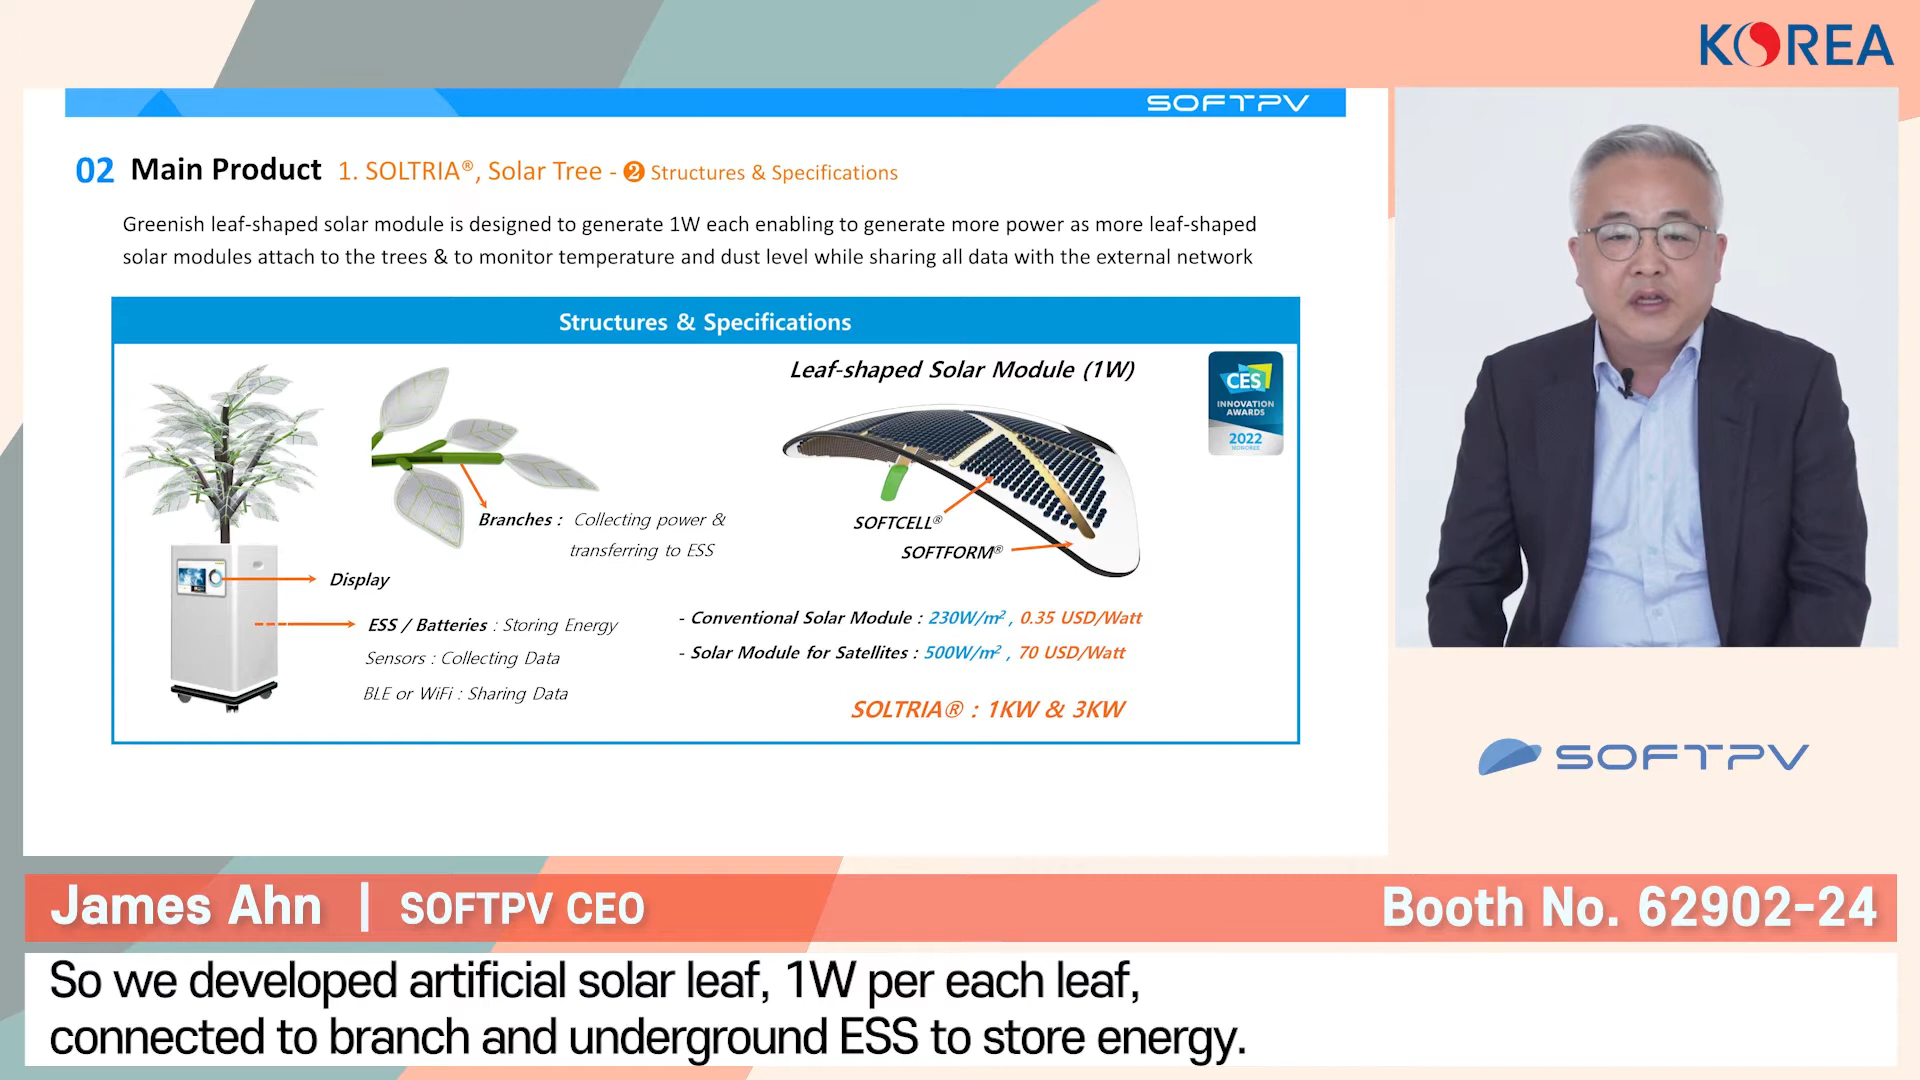 KOREA
SOFTPV
02 Main Product 1. SOLTRIA®, Solar Tree - ❷ Structures & Specifications
Greenish leaf-shaped solar module is designed to generate 1W each enabling to generate more power as more leaf-shaped
solar modules attach to the trees & to monitor temperature and dust level while sharing all data with the external network
Structures & Specifications
Leaf-shaped Solar Module (1W)
CES
INNOVATION
AWARDS
2022
HONOREE
Branches : Collecting power &
transferring to ESS
SOFTCELL®
SOFTFORM®
Display
ESS / Batteries : Storing Energy
Sensors : Collecting Data
BLE or WiFi : Sharing Data
- Conventional Solar Module : 230W/m², 0.35 USD/Watt
- Solar Module for Satellites : 500W/m², 70 USD/Watt
SOLTRIA® : 1KW & 3KW
SOFTPV
James Ahn | SOFTPV CEO
Booth No. 62902-24
So we developed artificial solar leaf, 1W per each leaf,
connected to branch and underground ESS to store energy.